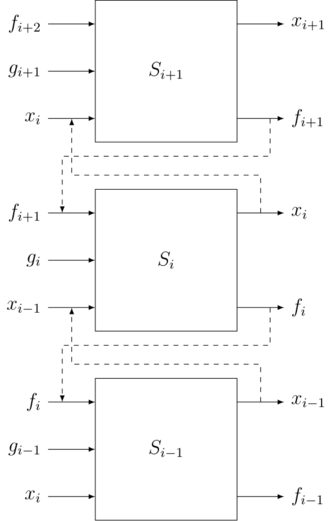 f_{i+2} x_{i+1}
g_{i+1} S_{i+1}
x_i f_{i+1}
f_{i+1} x_i
g_i S_i
x_{i-1} f_i
f_i x_{i-1}
g_{i-1} S_{i-1}
x_i f_{i-1}